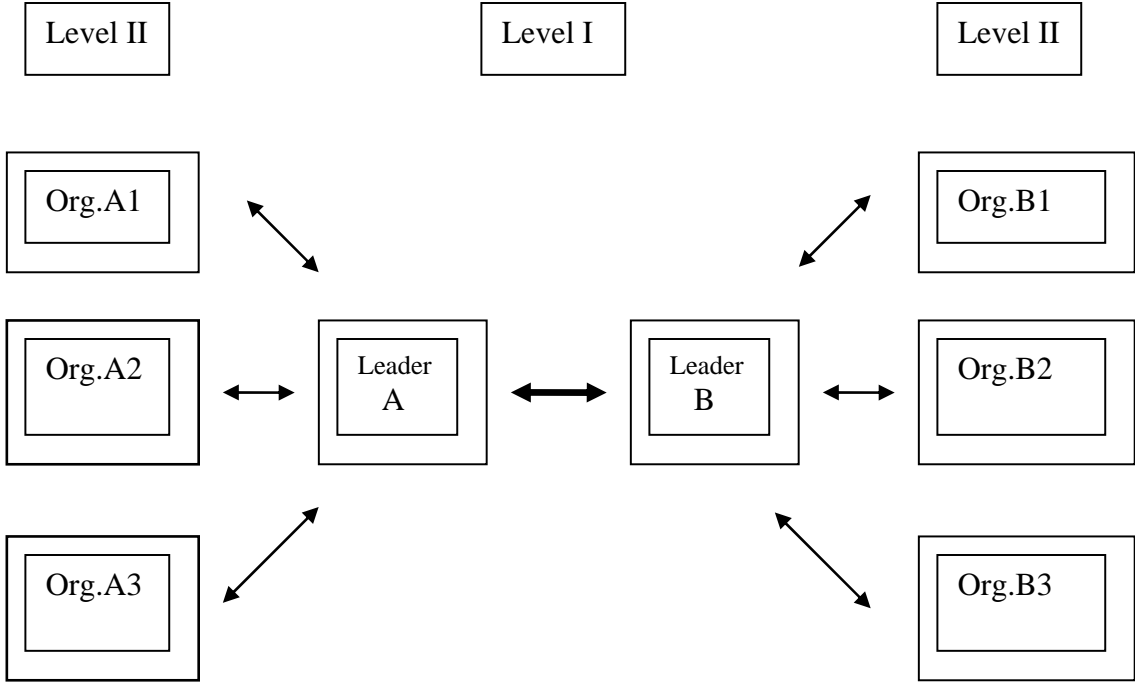 Level II
Level I
Level II
Org.A1
Org.B1
Org.A2
Leader
A
Leader
B
Org.B2
Org.A3
Org.B3